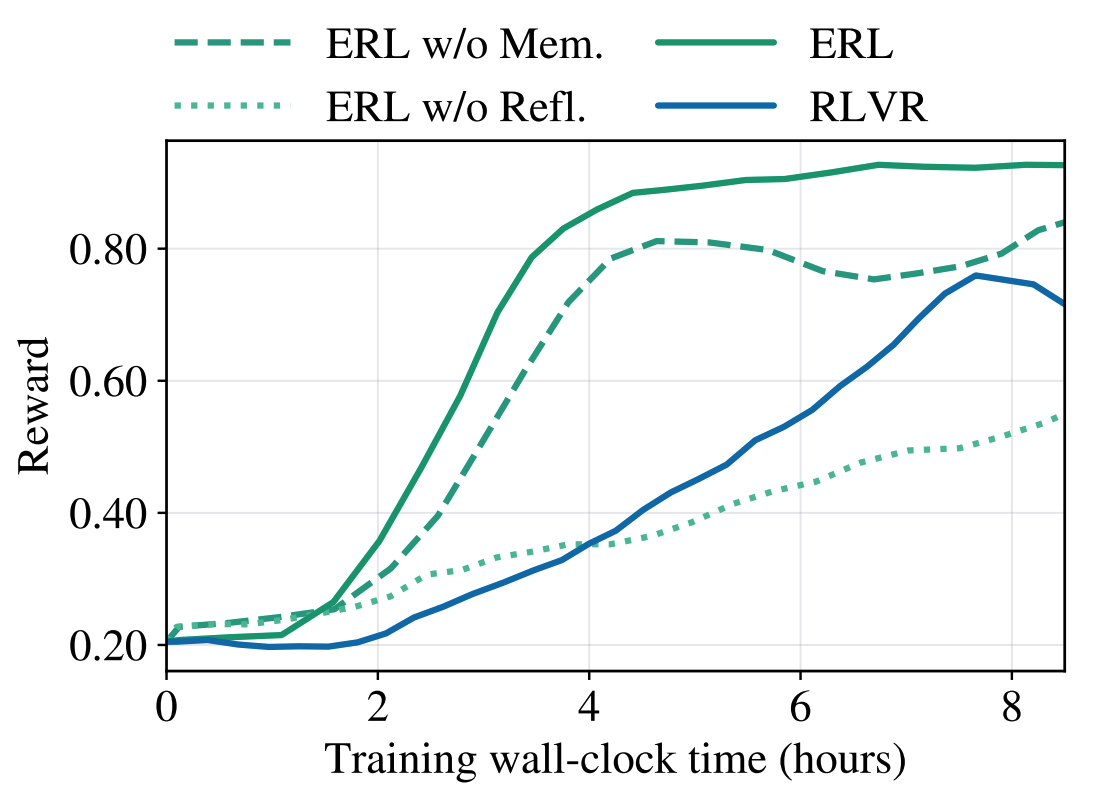 ERL w/o Mem. ERL
ERL w/o Refl. RLVR
Reward
0.80
0.60
0.40
0.20
0 2 4 6 8
Training wall-clock time (hours)